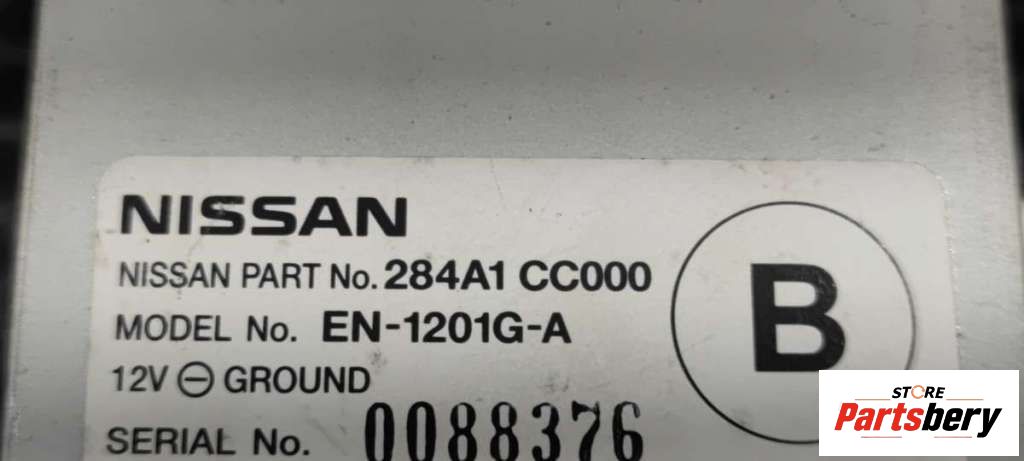 NISSAN
NISSAN PART No. 284A1 CC000
MODEL No. EN-1201G-A
12V ⊖ GROUND
SERIAL No. 0088376
B
STORE
Partsbery